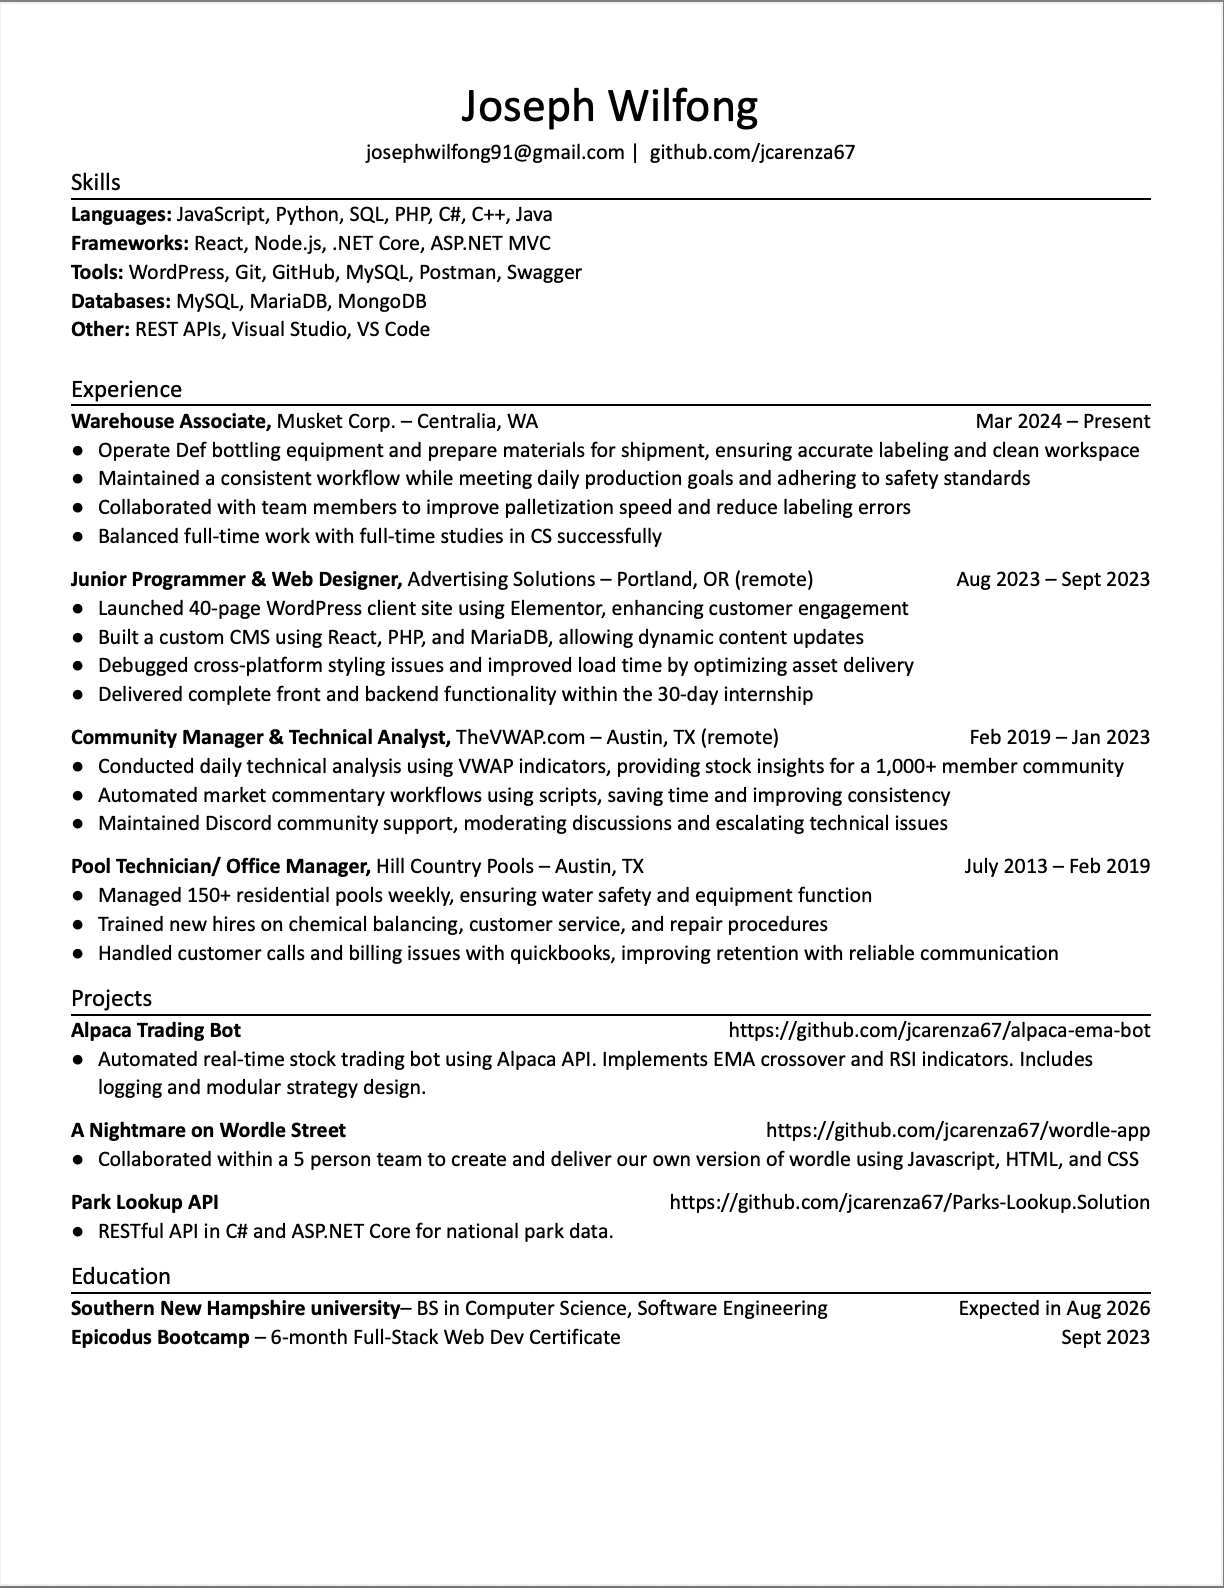 Joseph Wilfong
josephwilfong91@gmail.com | github.com/jcarenza67
Skills
Languages: JavaScript, Python, SQL, PHP, C#, C++, Java
Frameworks: React, Node.js, .NET Core, ASP.NET MVC
Tools: WordPress, Git, GitHub, MySQL, Postman, Swagger
Databases: MySQL, MariaDB, MongoDB
Other: REST APIs, Visual Studio, VS Code
Experience
Warehouse Associate, Musket Corp. – Centralia, WA Mar 2024 – Present
● Operate Def bottling equipment and prepare materials for shipment, ensuring accurate labeling and clean workspace
● Maintained a consistent workflow while meeting daily production goals and adhering to safety standards
● Collaborated with team members to improve palletization speed and reduce labeling errors
● Balanced full-time work with full-time studies in CS successfully
Junior Programmer & Web Designer, Advertising Solutions – Portland, OR (remote) Aug 2023 – Sept 2023
● Launched 40-page WordPress client site using Elementor, enhancing customer engagement
● Built a custom CMS using React, PHP, and MariaDB, allowing dynamic content updates
● Debugged cross-platform styling issues and improved load time by optimizing asset delivery
● Delivered complete front and backend functionality within the 30-day internship
Community Manager & Technical Analyst, TheVWAP.com – Austin, TX (remote) Feb 2019 – Jan 2023
● Conducted daily technical analysis using VWAP indicators, providing stock insights for a 1,000+ member community
● Automated market commentary workflows using scripts, saving time and improving consistency
● Maintained Discord community support, moderating discussions and escalating technical issues
Pool Technician/ Office Manager, Hill Country Pools – Austin, TX July 2013 – Feb 2019
● Managed 150+ residential pools weekly, ensuring water safety and equipment function
● Trained new hires on chemical balancing, customer service, and repair procedures
● Handled customer calls and billing issues with quickbooks, improving retention with reliable communication
Projects
Alpaca Trading Bot https://github.com/jcarenza67/alpaca-ema-bot
● Automated real-time stock trading bot using Alpaca API. Implements EMA crossover and RSI indicators. Includes
logging and modular strategy design.
A Nightmare on Wordle Street https://github.com/jcarenza67/wordle-app
● Collaborated within a 5 person team to create and deliver our own version of wordle using Javascript, HTML, and CSS
Park Lookup API https://github.com/jcarenza67/Parks-Lookup.Solution
● RESTful API in C# and ASP.NET Core for national park data.
Education
Southern New Hampshire university– BS in Computer Science, Software Engineering Expected in Aug 2026
Epicodus Bootcamp – 6-month Full-Stack Web Dev Certificate Sept 2023